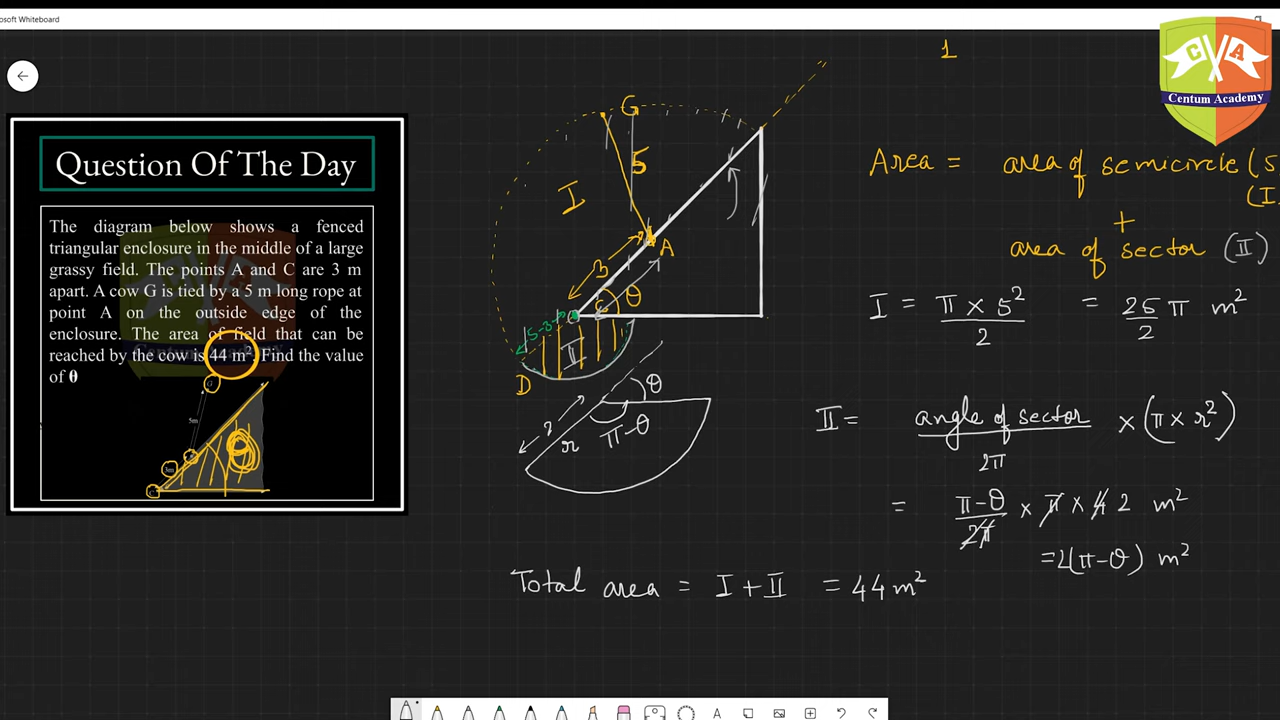 osoft Whiteboard
1
C A
Centum Academy
Question Of The Day
The diagram below shows a fenced
triangular enclosure in the middle of a large
grassy field. The points A and C are 3 m
apart. A cow G is tied by a 5 m long rope at
point A on the outside edge of the
enclosure. The area of field that can be
reached by the cow is 44 m². Find the value
of θ
5m
3m
G
5
I
A
3
θ
C
5-3
II
D
θ
π-θ
r
Area = area of semicircle (5
(I
+
area of sector (II)
I = π × 5² / 2 = 25/2 π m²
II = angle of sector / 2π × (π × r²)
= π-θ / 2π × π × 4 2 m²
= 2(π-θ) m²
Total area = I + II = 44 m²